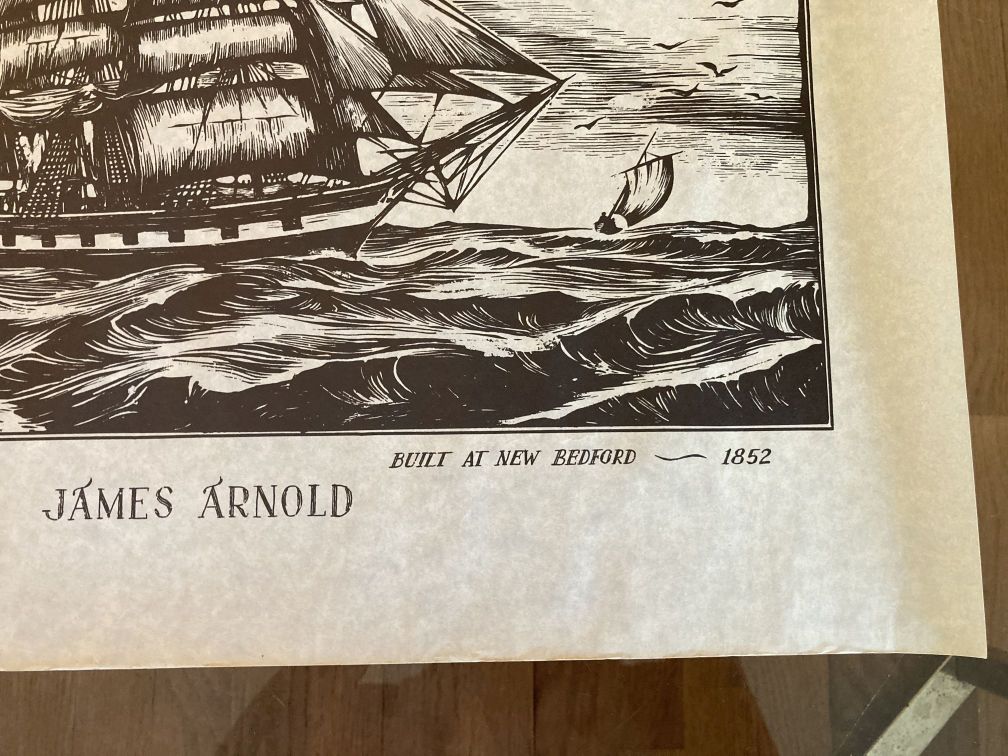 BUILT AT NEW BEDFORD — 1852
JAMES ARNOLD